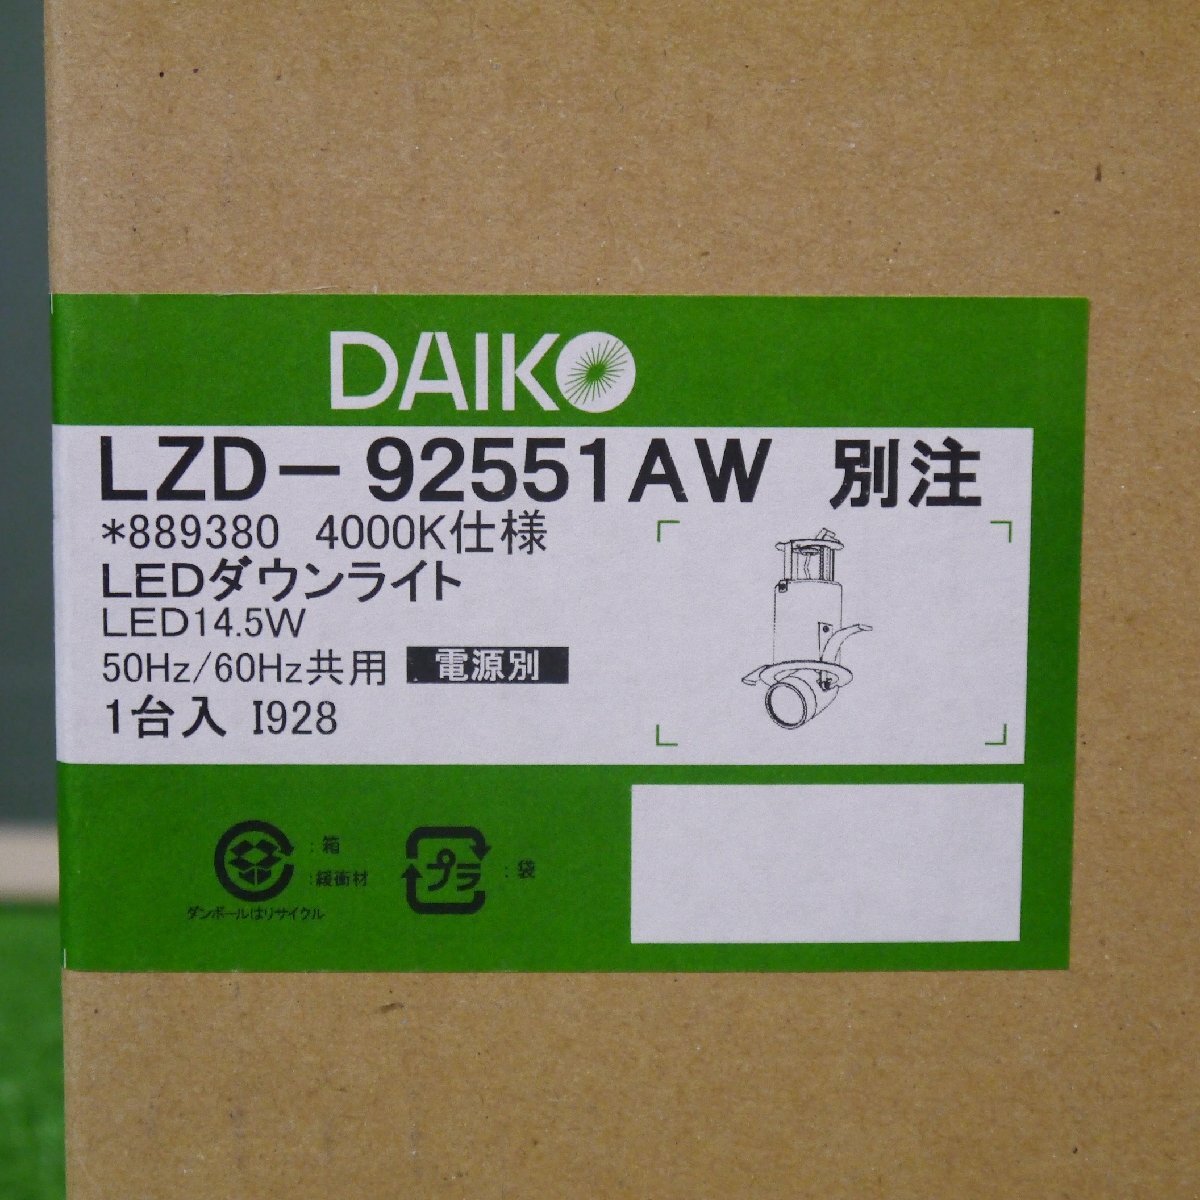 DAIKO
LZD-92551AW 別注
*889380 4000K仕様
LEDダウンライト
LED14.5W
50Hz/60Hz共用 電源別
1台入 I928
:箱
:緩衝材
ダンボールはリサイクル
プラ
:袋